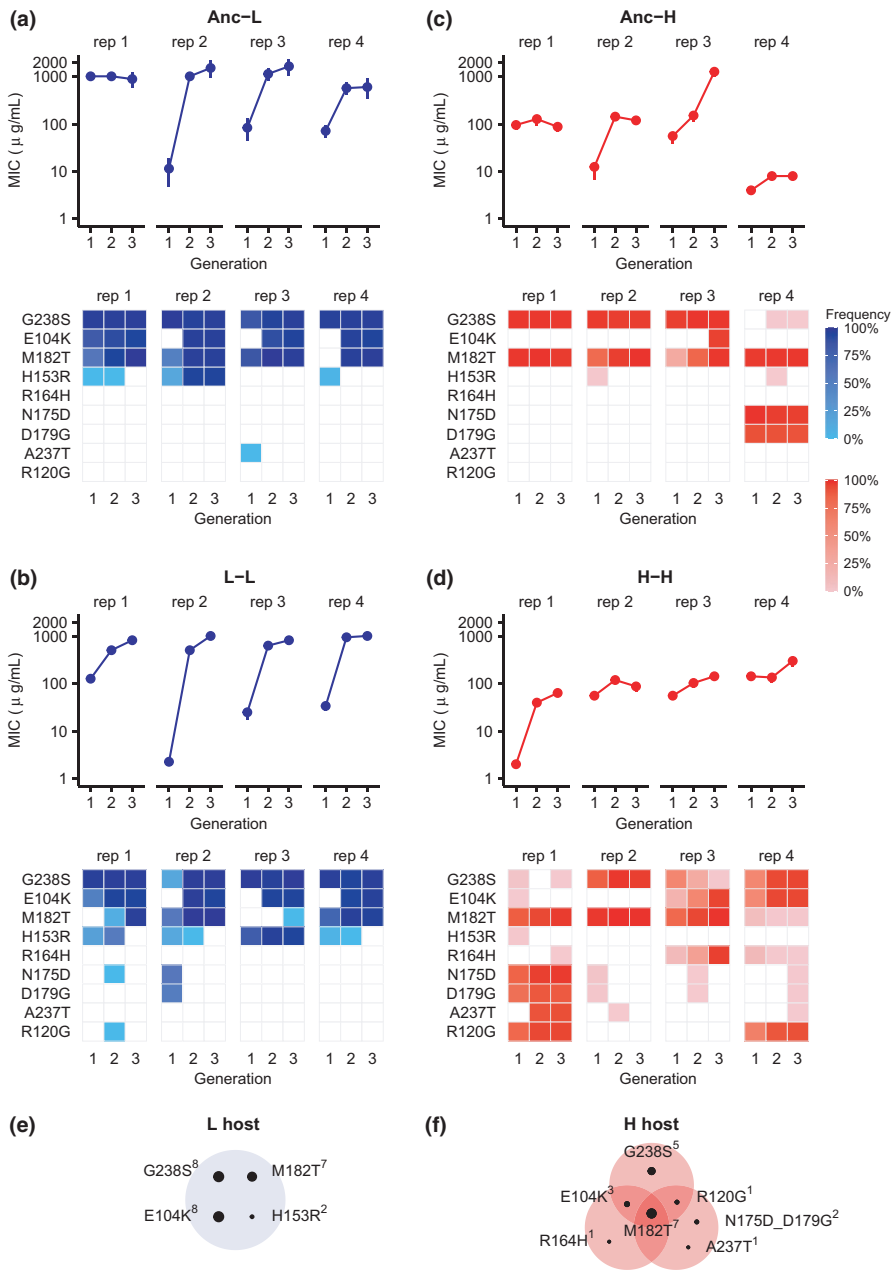 (a)
Anc−L
rep 1 rep 2 rep 3 rep 4
MIC ( μ g/mL)
2000
1000
100
10
1
1 2 3 1 2 3 1 2 3 1 2 3
Generation
rep 1 rep 2 rep 3 rep 4
G238S
E104K
M182T
H153R
R164H
N175D
D179G
A237T
R120G
1 2 3 1 2 3 1 2 3 1 2 3
Generation
(c)
Anc−H
rep 1 rep 2 rep 3 rep 4
MIC ( μ g/mL)
2000
1000
100
10
1
1 2 3 1 2 3 1 2 3 1 2 3
Generation
rep 1 rep 2 rep 3 rep 4
G238S
E104K
M182T
H153R
R164H
N175D
D179G
A237T
R120G
1 2 3 1 2 3 1 2 3 1 2 3
Generation
Frequency
100%
75%
50%
25%
0%
100%
75%
50%
25%
0%
(b)
L−L
rep 1 rep 2 rep 3 rep 4
MIC ( μ g/mL)
2000
1000
100
10
1
1 2 3 1 2 3 1 2 3 1 2 3
Generation
rep 1 rep 2 rep 3 rep 4
G238S
E104K
M182T
H153R
R164H
N175D
D179G
A237T
R120G
1 2 3 1 2 3 1 2 3 1 2 3
Generation
(d)
H−H
rep 1 rep 2 rep 3 rep 4
MIC ( μ g/mL)
2000
1000
100
10
1
1 2 3 1 2 3 1 2 3 1 2 3
Generation
rep 1 rep 2 rep 3 rep 4
G238S
E104K
M182T
H153R
R164H
N175D
D179G
A237T
R120G
1 2 3 1 2 3 1 2 3 1 2 3
Generation
(e)
L host
G238S⁸ M182T⁷
E104K⁸ H153R²
(f)
H host
G238S⁵
E104K³ R120G¹
M182T⁷ N175D_D179G²
R164H¹ A237T¹